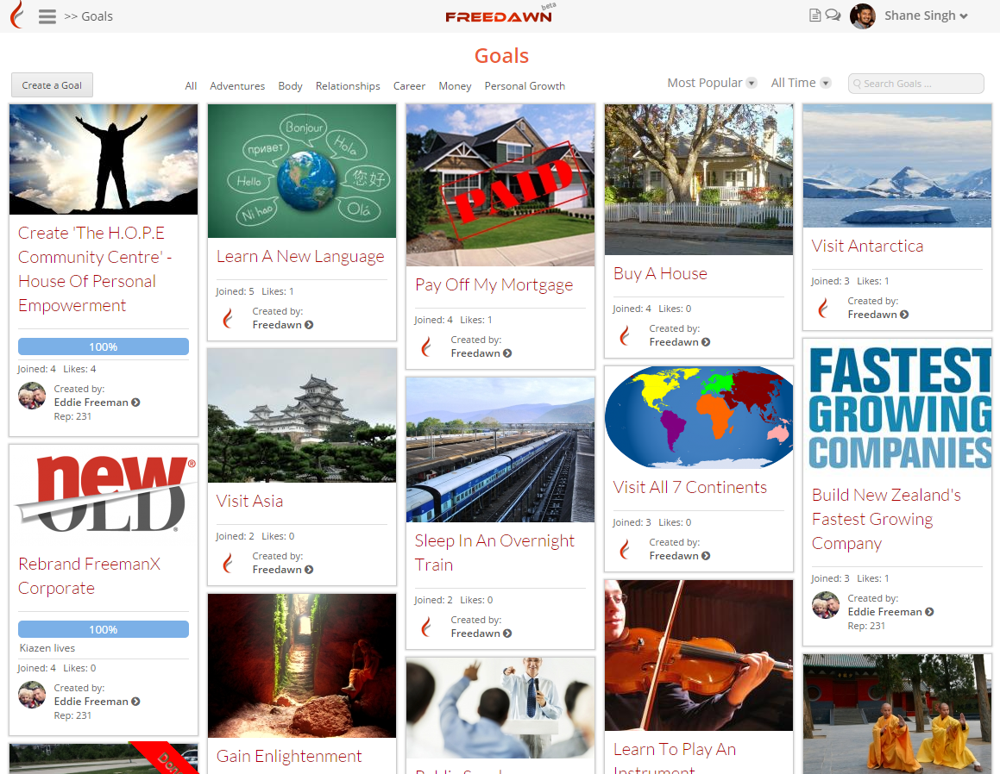 >> Goals
FREEDAWN
beta
Shane Singh
Goals
Create a Goal
All Adventures Body Relationships Career Money Personal Growth
Most Popular
All Time
Search Goals ...
Create 'The H.O.P.E
Community Centre' -
House Of Personal
Empowerment
100%
Joined: 4 Likes: 4
Created by:
Eddie Freeman
Rep: 231
new®
OLD®
Rebrand FreemanX
Corporate
100%
Kiazen lives
Joined: 4 Likes: 0
Created by:
Eddie Freeman
Rep: 231
Bonjour
привет
Hola
Hello
您好
Ni hao
Olá
Learn A New Language
Joined: 5 Likes: 1
Created by:
Freedawn
Visit Asia
Joined: 2 Likes: 0
Created by:
Freedawn
Gain Enlightenment
PAID
Pay Off My Mortgage
Joined: 4 Likes: 1
Created by:
Freedawn
Sleep In An Overnight
Train
Joined: 2 Likes: 0
Created by:
Freedawn
Buy A House
Joined: 4 Likes: 0
Created by:
Freedawn
Visit All 7 Continents
Joined: 3 Likes: 0
Created by:
Freedawn
Learn To Play An
Instrument
Visit Antarctica
Joined: 3 Likes: 1
Created by:
Freedawn
FASTEST
GROWING
COMPANIES
Build New Zealand's
Fastest Growing
Company
Joined: 3 Likes: 1
Created by:
Eddie Freeman
Rep: 231